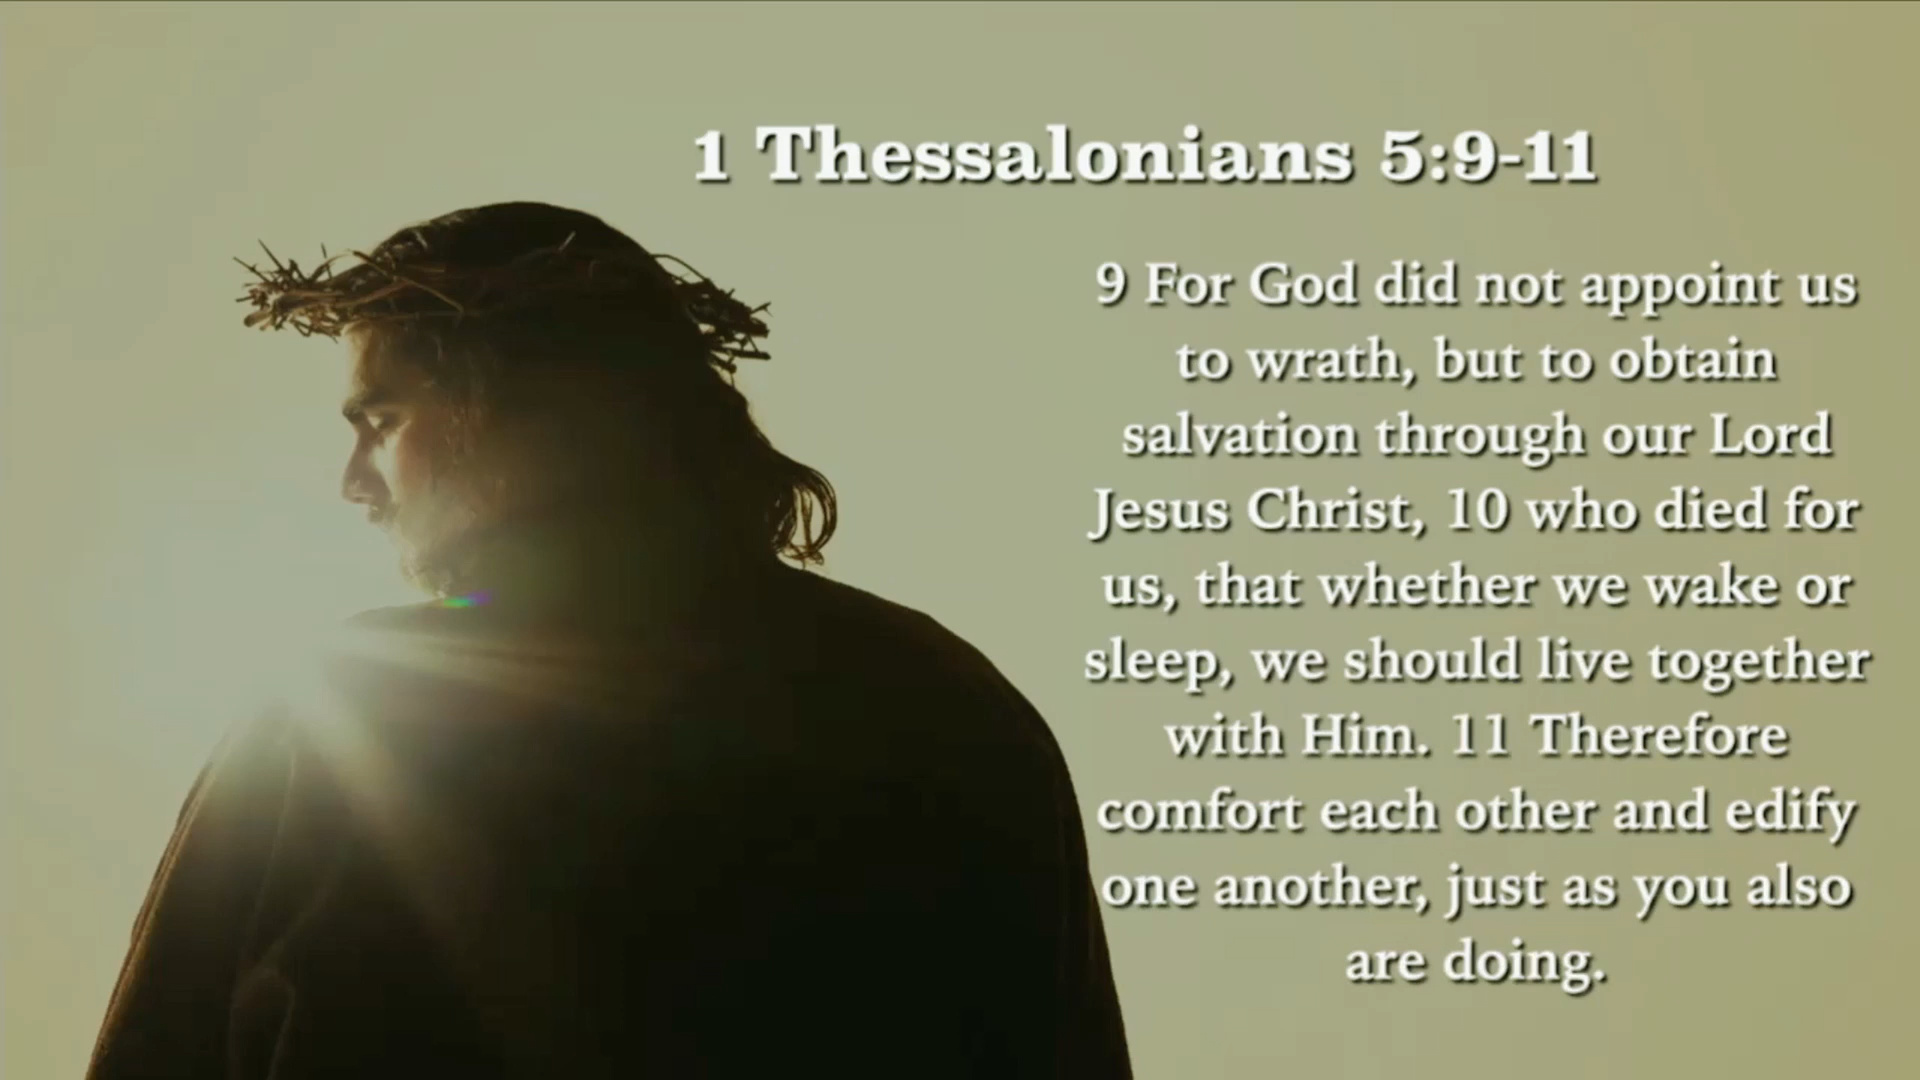 1 Thessalonians 5:9-11
9 For God did not appoint us
to wrath, but to obtain
salvation through our Lord
Jesus Christ, 10 who died for
us, that whether we wake or
sleep, we should live together
with Him. 11 Therefore
comfort each other and edify
one another, just as you also
are doing.